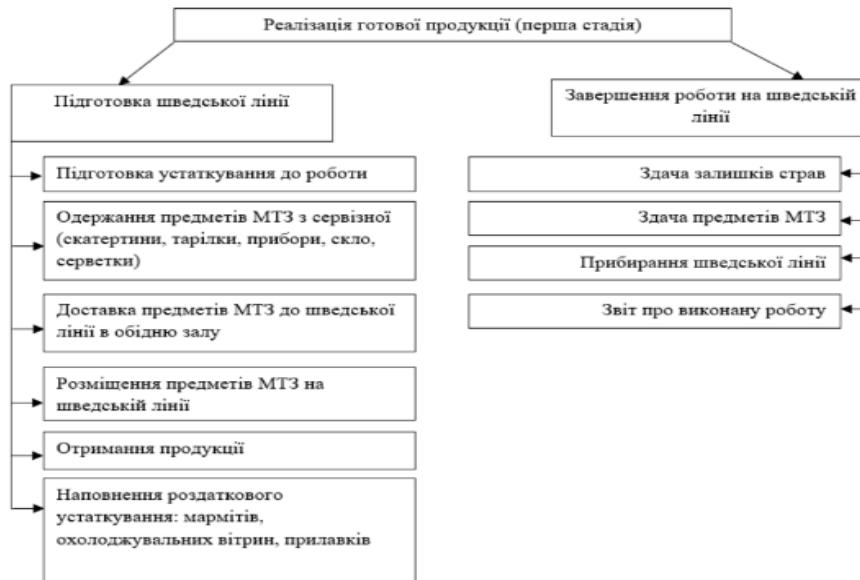 Реалізація готової продукції (перша стадія)
Підготовка шведської лінії
Підготовка устаткування до роботи
Одержання предметів МТЗ з сервізної
(скатертини, тарілки, прибори, скло,
серветки)
Доставка предметів МТЗ до шведської
лінії в обідню залу
Розміщення предметів МТЗ на
шведській лінії
Отримання продукції
Наповнення роздаткового
устаткування: мармітів,
охолоджувальних вітрин, прилавків
Завершення роботи на шведській
лінії
Здача залишків страв
Здача предметів МТЗ
Прибирання шведської лінії
Звіт про виконану роботу